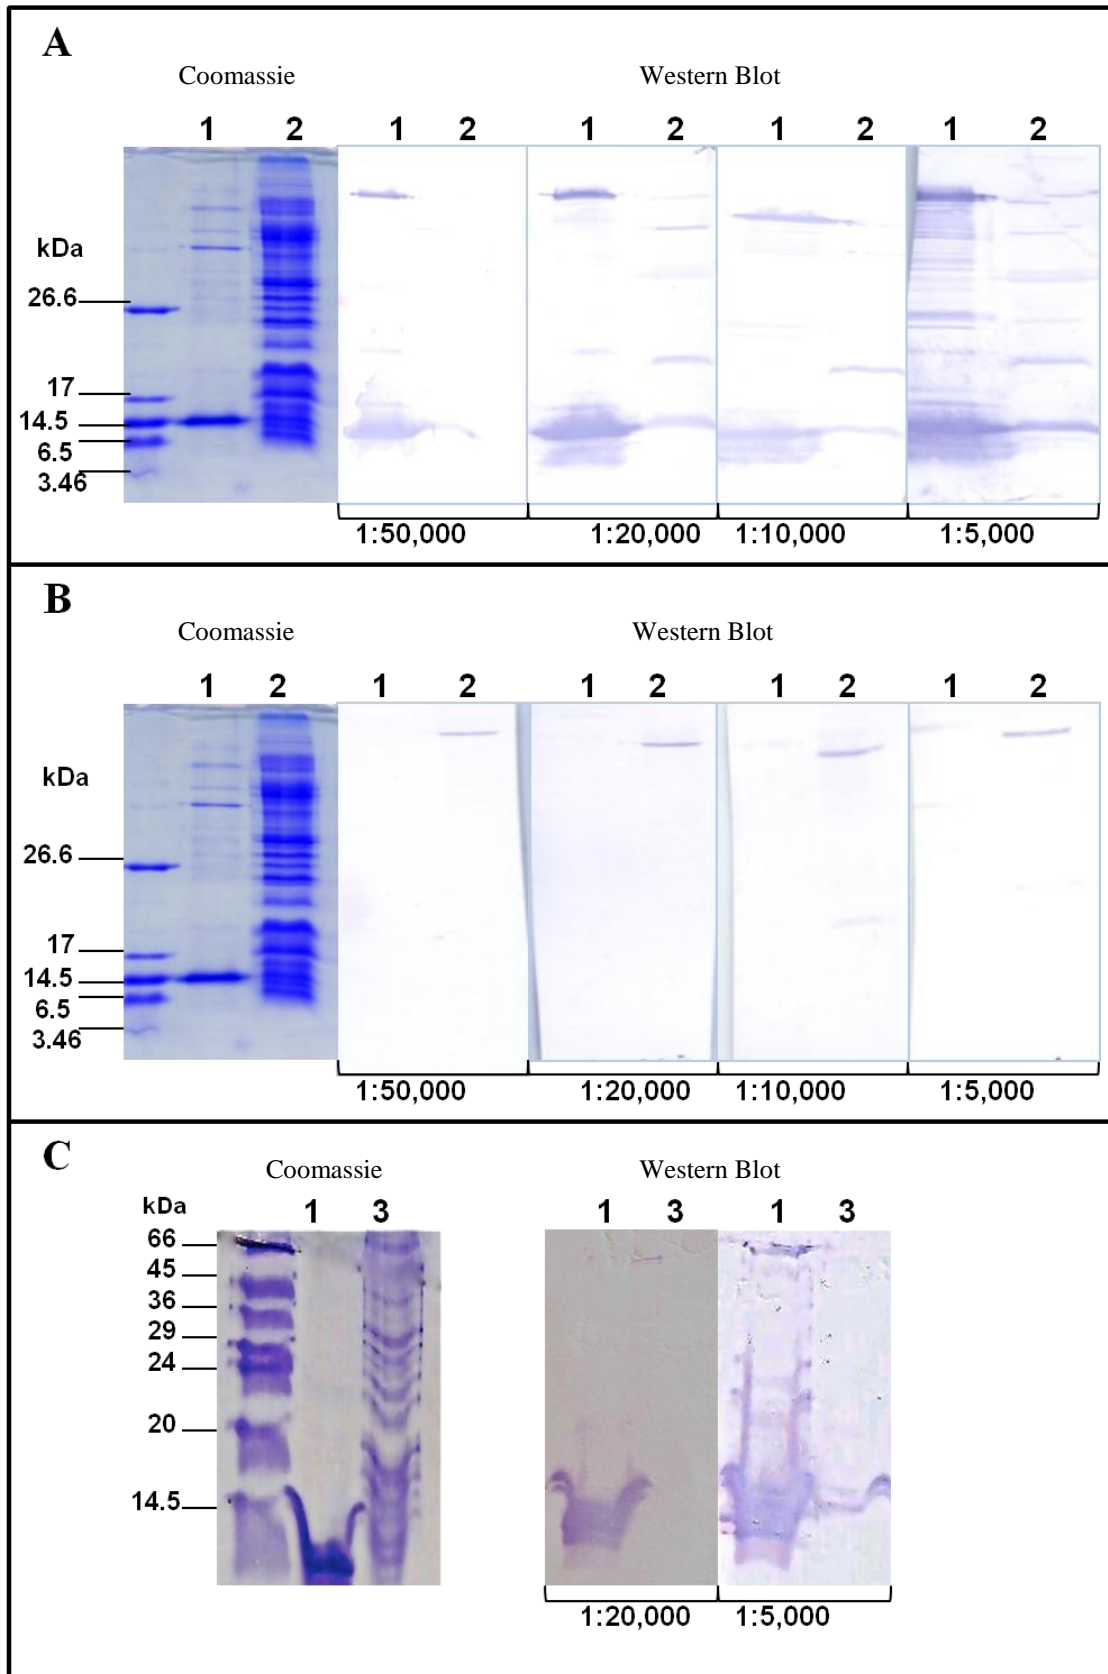 A
Coomassie Western Blot
1 2 1 2 1 2 1 2 1 2
kDa
26.6
17
14.5
6.5
3.46
1:50,000 1:20,000 1:10,000 1:5,000
B
Coomassie Western Blot
1 2 1 2 1 2 1 2 1 2
kDa
26.6
17
14.5
6.5
3.46
1:50,000 1:20,000 1:10,000 1:5,000
C
Coomassie Western Blot
kDa 1 3 1 3 1 3
66
45
36
29
24
20
14.5
1:20,000 1:5,000